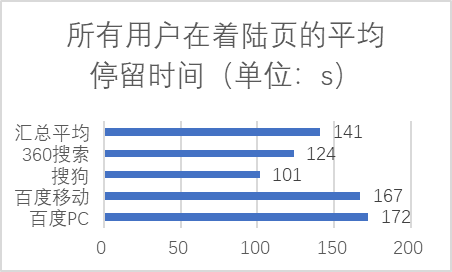 所有用户在着陆页的平均
停留时间（单位：s）
汇总平均 141
360搜索 124
搜狗 101
百度移动 167
百度PC 172
0 50 100 150 200